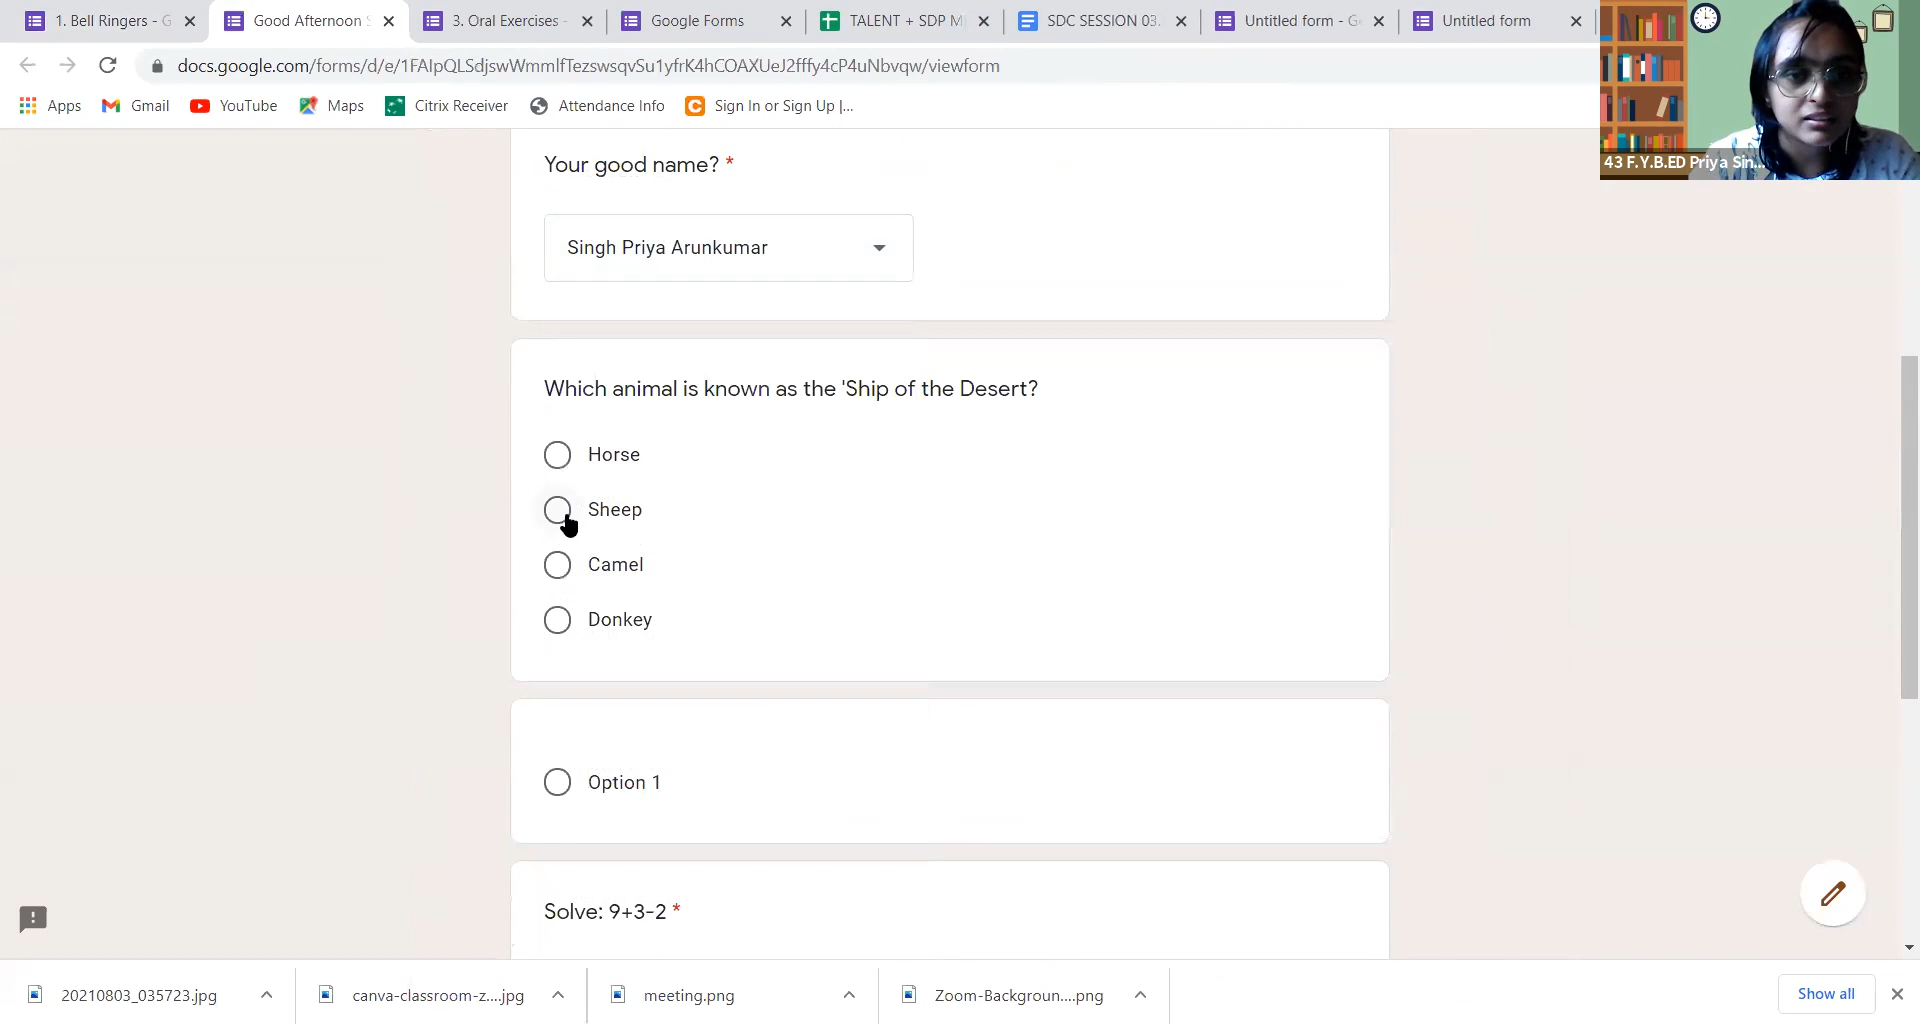 1. Bell Ringers - G
Good Afternoon S
3. Oral Exercises -
Google Forms
TALENT + SDP M
SDC SESSION 03.
Untitled form - Go
Untitled form
docs.google.com/forms/d/e/1FAIpQLSdjswWmmlfTezswsqvSu1yfrK4hCOAXUeJ2fffy4cP4uNbvqw/viewform
Apps
Gmail
YouTube
Maps
Citrix Receiver
Attendance Info
Sign In or Sign Up |...
43 F.Y.B.ED Priya Sin...
Your good name? *
Singh Priya Arunkumar
Which animal is known as the 'Ship of the Desert?
Horse
Sheep
Camel
Donkey
Option 1
Solve: 9+3-2 *
20210803_035723.jpg
canva-classroom-z....jpg
meeting.png
Zoom-Backgroun....png
Show all